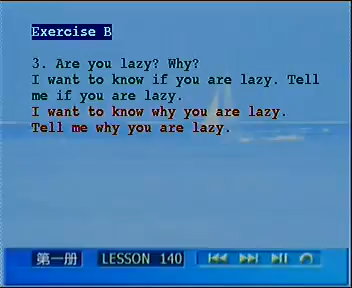 Exercise B
3. Are you lazy? Why?
I want to know if you are lazy. Tell
me if you are lazy.
I want to know why you are lazy.
Tell me why you are lazy.
第一册 LESSON 140